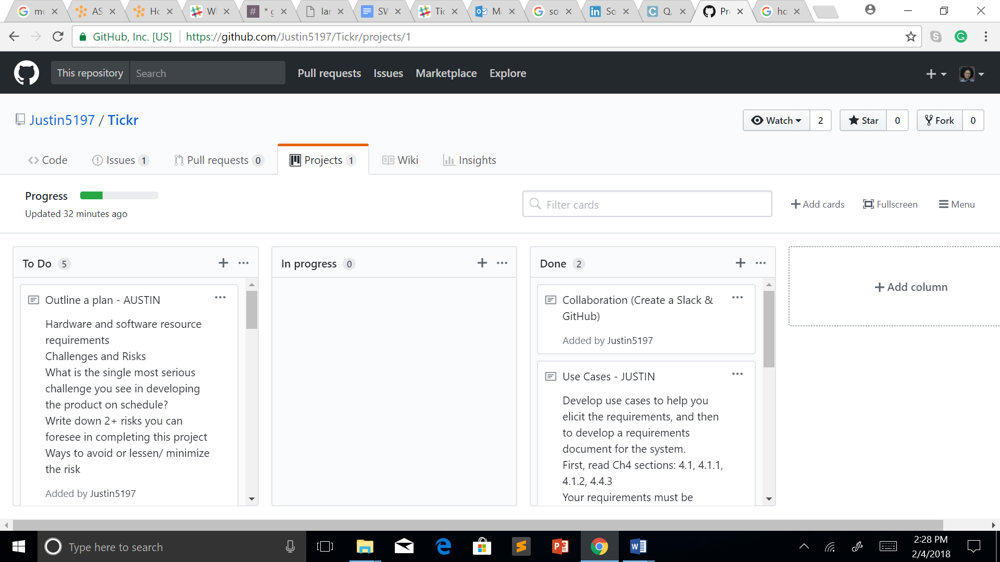 mc
AS
Ho
Wl
* g
lar
SW
Tic
Ma
so
So
Q.
Pro
ho
GitHub, Inc. [US]
https://github.com/Justin5197/Tickr/projects/1
This repository
Search
Pull requests
Issues
Marketplace
Explore
Justin5197 / Tickr
Watch 2
Star 0
Fork 0
Code
Issues 1
Pull requests 0
Projects 1
Wiki
Insights
Progress
Updated 32 minutes ago
Filter cards
Add cards
Fullscreen
Menu
To Do 5
Outline a plan - AUSTIN
Hardware and software resource
requirements
Challenges and Risks
What is the single most serious
challenge you see in developing
the product on schedule?
Write down 2+ risks you can
foresee in completing this project
Ways to avoid or lessen/ minimize
the risk
Added by Justin5197
In progress 0
Done 2
Collaboration (Create a Slack &
GitHub)
Added by Justin5197
Use Cases - JUSTIN
Develop use cases to help you
elicit the requirements, and then
to develop a requirements
document for the system.
First, read Ch4 sections: 4.1, 4.1.1,
4.1.2, 4.4.3
Your requirements must be
Add column
Type here to search
2:28 PM
2/4/2018